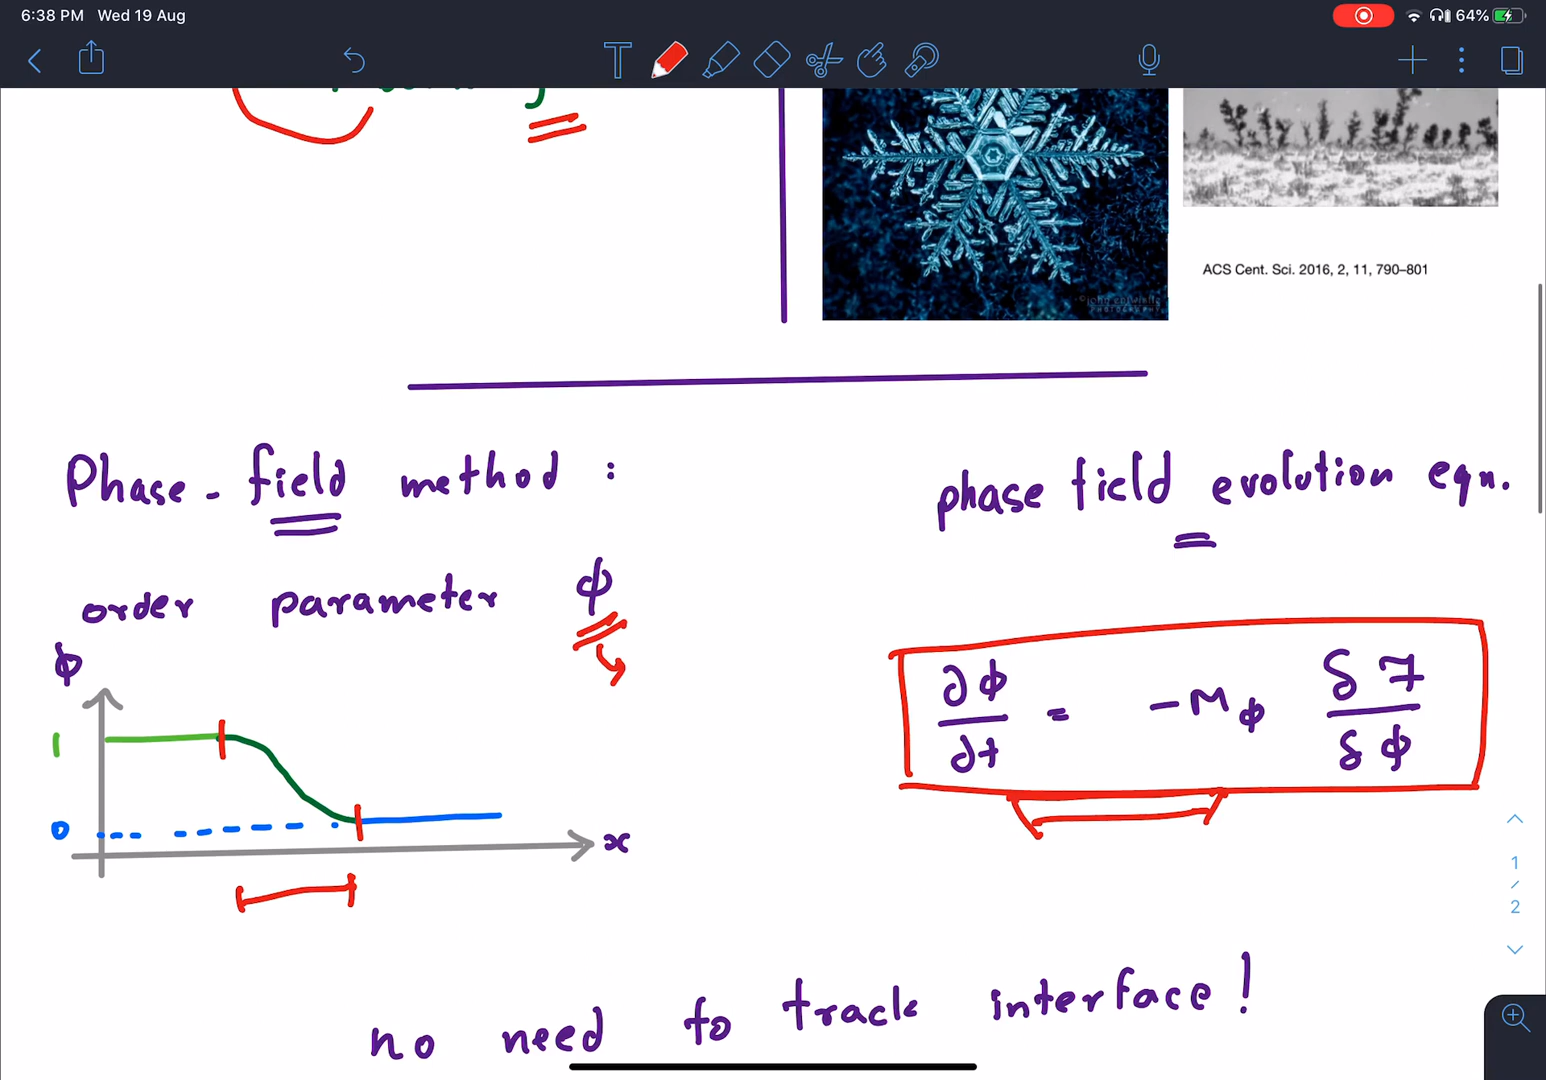 6:38 PM Wed 19 Aug
64%
ACS Cent. Sci. 2016, 2, 11, 790–801
Phase-field method :
phase field evolution eqn.
order parameter ϕ
ϕ
1
0
x
∂ϕ/∂t = -M_ϕ δF/δϕ
1
/
2
no need to track interface!